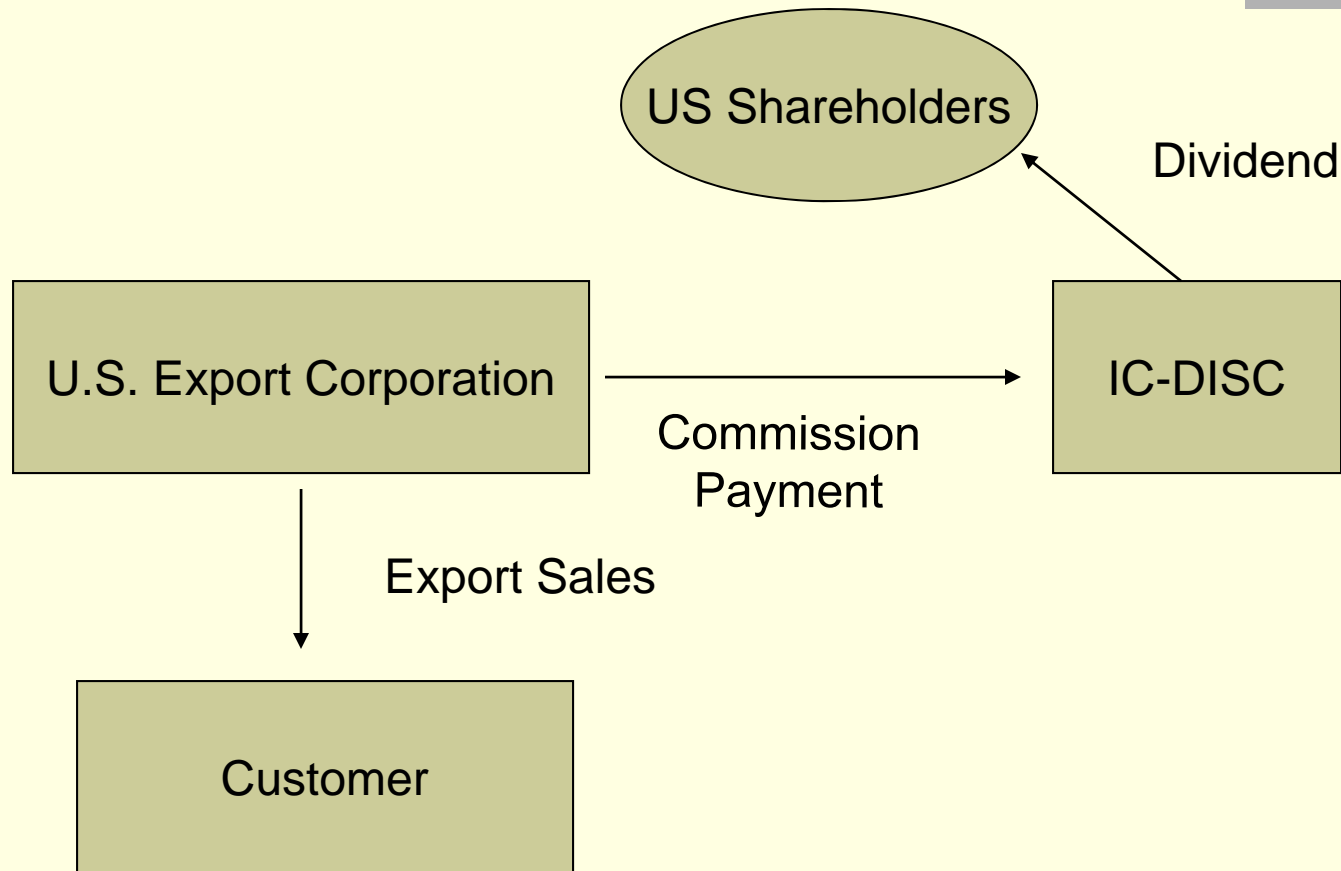 US Shareholders
Dividend
U.S. Export Corporation
IC-DISC
Commission
Payment
Export Sales
Customer